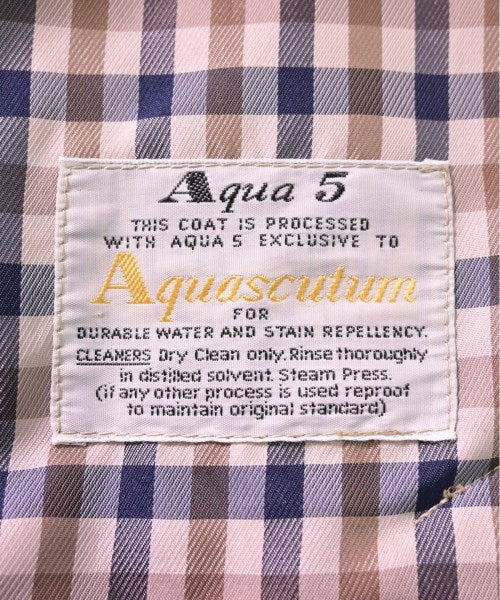 Aqua 5
THIS COAT IS PROCESSED
WITH AQUA 5 EXCLUSIVE TO
Aquascutum
FOR
DURABLE WATER AND STAIN REPELLENCY.
CLEANERS Dry Clean only. Rinse thoroughly
in distilled solvent. Steam Press.
(if any other process is used reproof
to maintain original standard)